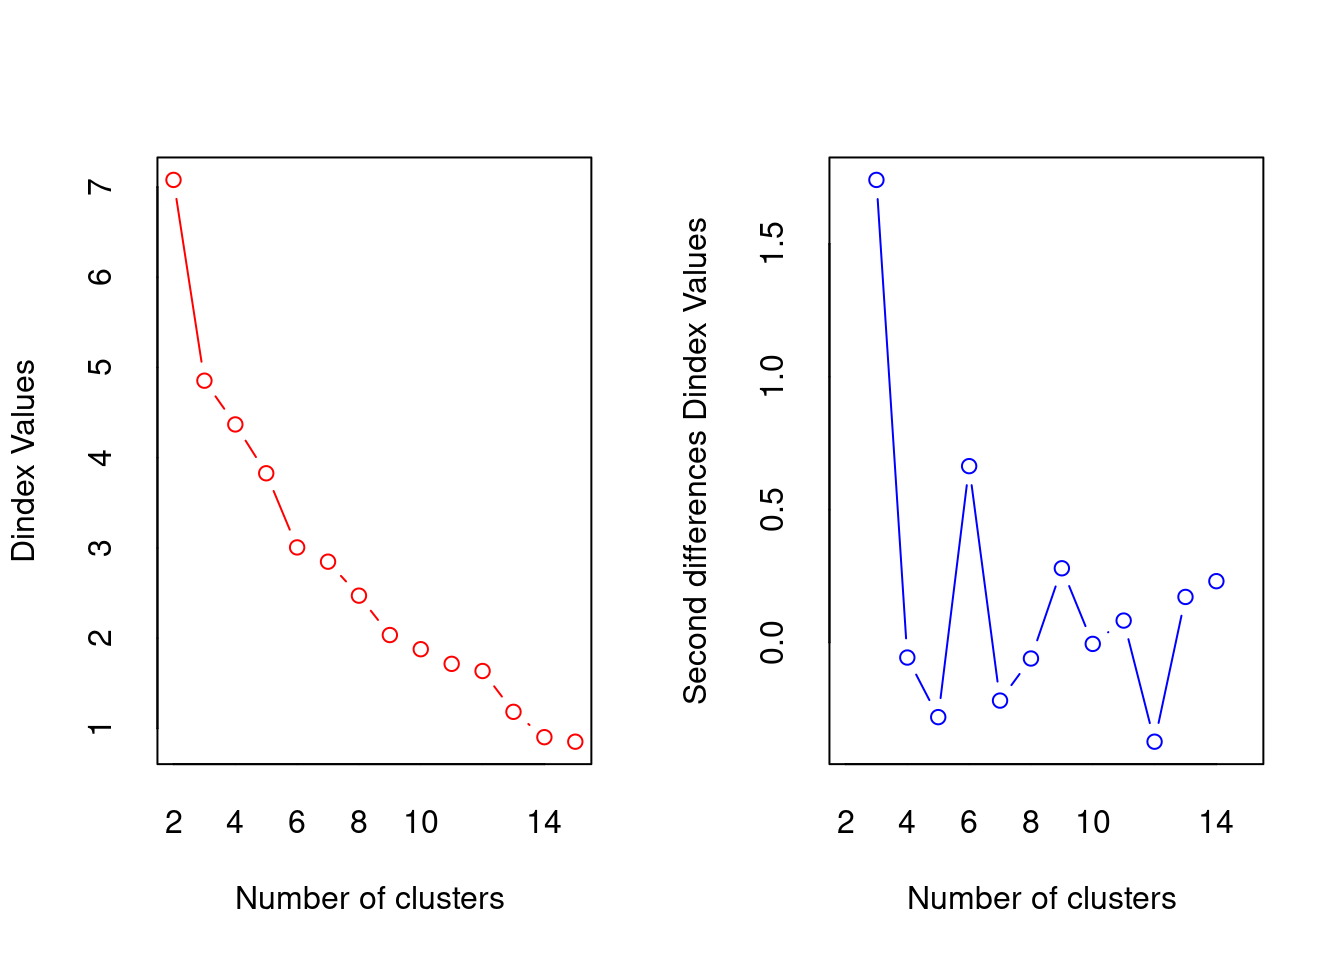 Dindex Values
7
6
5
4
3
2
1
2 4 6 8 10 14
Number of clusters
Second differences Dindex Values
1.5
1.0
0.5
0.0
2 4 6 8 10 14
Number of clusters